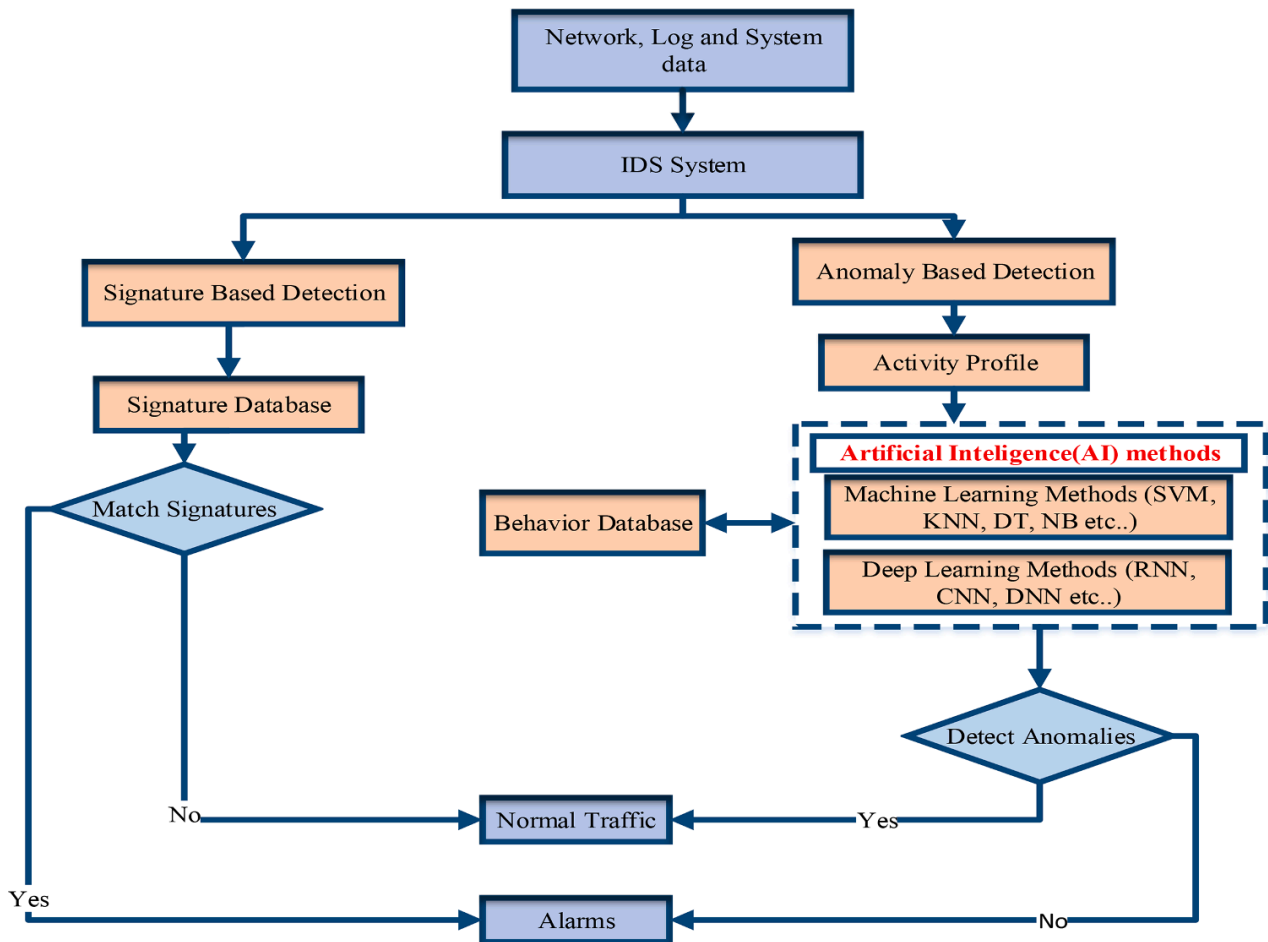 Network, Log and System
data
IDS System
Signature Based Detection
Anomaly Based Detection
Activity Profile
Signature Database
Artificial Inteligence(AI) methods
Match Signatures
Machine Learning Methods (SVM,
KNN, DT, NB etc..)
Behavior Database
Deep Learning Methods (RNN,
CNN, DNN etc..)
Detect Anomalies
No
Normal Traffic
Yes
Yes
Alarms
No